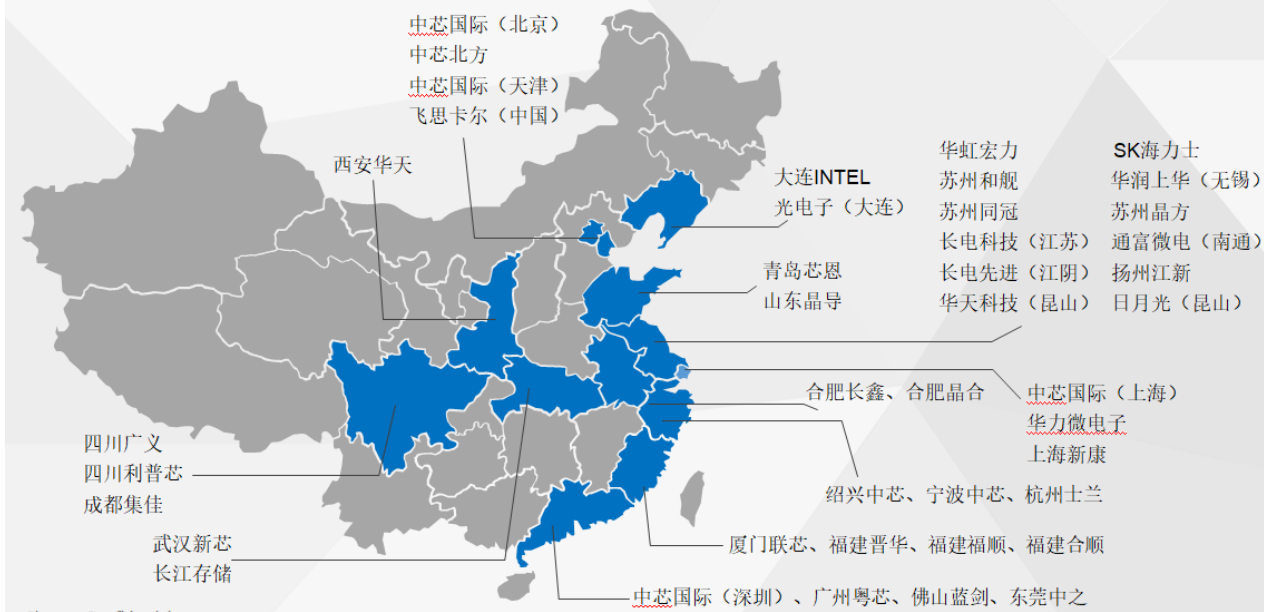 中芯国际（北京）
中芯北方
中芯国际（天津）
飞思卡尔（中国）
西安华天
大连INTEL
光电子（大连）
华虹宏力 SK海力士
苏州和舰 华润上华（无锡）
苏州同冠 苏州晶方
长电科技（江苏） 通富微电（南通）
长电先进（江阴） 扬州江新
华天科技（昆山） 日月光（昆山）
青岛芯恩
山东晶导
合肥长鑫、合肥晶合
中芯国际（上海）
华力微电子
上海新康
四川广义
四川利普芯
成都集佳
绍兴中芯、宁波中芯、杭州士兰
武汉新芯
长江存储
厦门联芯、福建晋华、福建福顺、福建合顺
中芯国际（深圳）、广州粤芯、佛山蓝剑、东莞中之